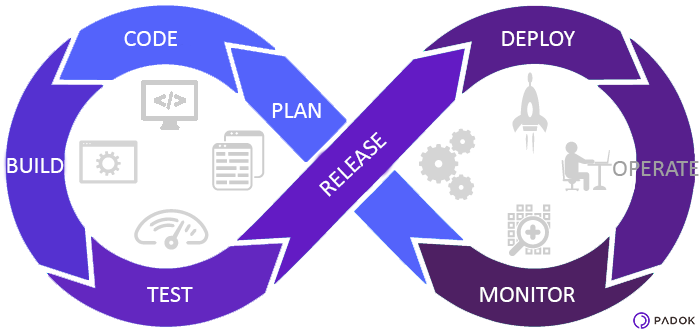 CODE
DEPLOY
PLAN
BUILD
</>
RELEASE
OPERATE
TEST
MONITOR
PADOK